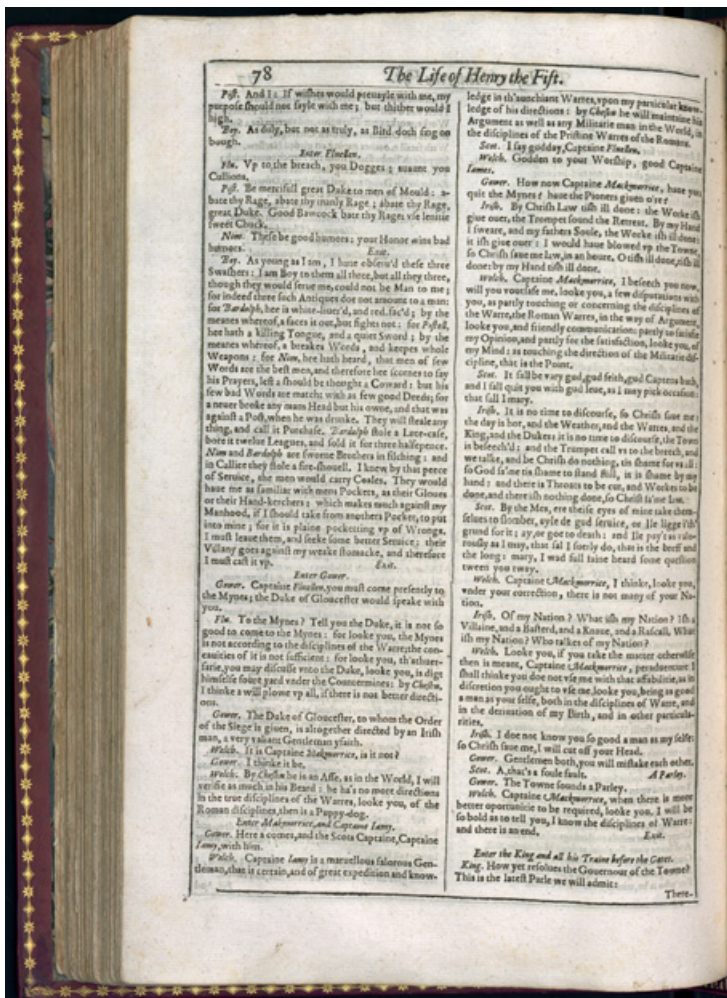 78
The Life of Henry the Fift.
Pist. And I: If wishes would preuayle with me, my
purpose should not fayle with me; but thither would I
high.
Boy. As duly, but not as truly, as Bird doth sing on
bough.
Enter Fluellen.
Flu. Vp to the breach, you Dogges; auaunt you
Cullions.
Pist. Be mercifull great Duke to men of Mould: a-
bate thy Rage, abate thy manly Rage; abate thy Rage,
great Duke. Good Bawcock bate thy Rage: vse lenitie
sweet Chuck.
Nim. These be good humors: your Honor wins bad
humors. Exit.
Boy. As young as I am, I haue obseru'd these three
Swashers: I am Boy to them all three, but all they three,
though they would serue me, could not be Man to me;
for indeed three such Antiques doe not amount to a man:
for Bardolph, hee is white-liuer'd, and red-fac'd; by the
meanes whereof, a faces it out, but fights not: for Pistoll,
hee hath a killing Tongue, and a quiet Sword; by the
meanes whereof, a breakes Words, and keepes whole
Weapons: for Nim, hee hath heard, that men of few
Words are the best men, and therefore hee scornes to say
his Prayers, lest a should be thought a Coward: but his
few bad Words are matcht with as few good Deeds; for
a neuer broke any mans Head but his owne, and that was
against a Post, when he was drunke. They will steale any
thing, and call it Purchase. Bardolph stole a Lute-case,
bore it twelue Leagues, and sold it for three halfepence.
Nim and Bardolph are sworne Brothers in filching: and
in Callice they stole a fire-shouell. I knew by that peece
of Seruice, the men would carry Coales. They would
haue me as familiar with mens Pockets, as their Gloues
or their Hand-kerchers: which makes much against my
Manhood, if I should take from anothers Pocket, to put
into mine; for it is plaine pocketting vp of Wrongs.
I must leaue them, and seeke some better Seruice: their
Villany goes against my weake stomacke, and therefore
I must cast it vp. Exit.
Enter Gower.
Gower. Captaine Fluellen, you must come presently to
the Mynes; the Duke of Gloucester would speake with
you.
Flu. To the Mynes? Tell you the Duke, it is not so
good to come to the Mynes: for looke you, the Mynes
is not according to the disciplines of the Warre; the con-
cauities of it is not sufficient: for looke you, th'athuer-
sarie, you may discusse vnto the Duke, looke you, is digt
himselfe foure yard vnder the Countermines: by Cheshu,
I thinke a will plowe vp all, if there is not better directi-
ons.
Gower. The Duke of Gloucester, to whom the Order
of the Siege is giuen, is altogether directed by an Irish
man, a very valiant Gentleman yfaith.
Welch. It is Captaine Makmorrice, is it not?
Gower. I thinke it be.
Welch. By Cheshu he is an Asse, as in the World, I will
verifie as much in his Beard: he ha's no more directions
in the true disciplines of the Warres, looke you, of the
Roman disciplines, then is a Puppy-dog.
Enter Makmorrice, and Captaine Iamy.
Gower. Here a comes, and the Scots Captaine, Captaine
Iamy, with him.
Welch. Captaine Iamy is a maruellous falorous Gen-
tleman, that is certain, and of great expedition and know-
ledge in th'aunchiant Warres, vpon my particular know-
ledge of his directions: by Cheshu he will maintaine his
Argument as well as any Militarie man in the World, in
the disciplines of the Pristine Warres of the Romans.
Scot. I say gudday, Captaine Fluellen.
Welch. Godden to your Worship, good Captaine
Iames.
Gower. How now Captaine Mackmorrice, haue you
quit the Mynes? haue the Pioners giuen o're?
Irish. By Chrish Law tish ill done: the Worke ish
giue ouer, the Trompet sound the Retreat. By my Hand
I sweare, and my fathers Soule, the Worke ish ill done:
it ish giue ouer: I would haue blowed vp the Towne,
so Chrish saue me law, in an houre. O tish ill done, tish ill
done: by my Hand tish ill done.
Welch. Captaine Mackmorrice, I beseech you now,
will you voutsafe me, looke you, a few disputations with
you, as partly touching or concerning the disciplines of
the Warre, the Roman Warres, in the way of Argument,
looke you, and friendly communication: partly to satisfie
my Opinion, and partly for the satisfaction, looke you, of
my Mind: as touching the direction of the Militarie dis-
cipline, that is the Point.
Scot. It sall be vary gud, gud feith, gud Captens bath,
and I sall quit you with gud leue, as I may pick occasion:
that sall I mary.
Irish. It is no time to discourse, so Chrish saue me:
the day is hot, and the Weather, and the Warres, and the
King, and the Dukes: it is no time to discourse, the Town
is beseech'd: and the Trumpet call vs to the breech, and
we talke, and be Chrish do nothing, tis shame for vs all:
so God sa'me tis shame to stand still, it is shame by my
hand: and there is Throats to be cut, and Workes to be
done, and there ish nothing done, so Chrish sa'me law.
Scot. By the Mes, ere theise eyes of mine take them-
selues to slomber, ayle de gud seruice, or Ile ligge i'th'
grund for it; ay, or goe to death: and Ile pay't as valo-
rously as I may, that sal I suerly do, that is the breff and
the long: mary, I wad full faine heard some question
tween you tway.
Welch. Captaine Mackmorrice, I thinke, looke you,
vnder your correction, there is not many of your Na-
tion.
Irish. Of my Nation? What ish my Nation? Ish a
Villaine, and a Basterd, and a Knaue, and a Rascall. What
ish my Nation? Who talkes of my Nation?
Welch. Looke you, if you take the matter otherwise
then is meant, Captaine Mackmorrice, peraduenture I
shall thinke you doe not vse me with that affabilitie, as in
discretion you ought to vse me, looke you, being as good
a man as your selfe, both in the disciplines of Warre, and
in the deriuation of my Birth, and in other particula-
rities.
Irish. I doe not know you so good a man as my selfe:
so Chrish saue me, I will cut off your Head.
Gower. Gentlemen both, you will mistake each other.
Scot. A, that's a foule fault. A Parley.
Gower. The Towne sounds a Parley.
Welch. Captaine Mackmorrice, when there is more
better oportunitie to be required, looke you, I will be
so bold as to tell you, I know the disciplines of Warre:
and there is an end. Exit.
Enter the King and all his Traine before the Gates.
King. How yet resolues the Gouernour of the Towne?
This is the latest Parle we will admit:
There-